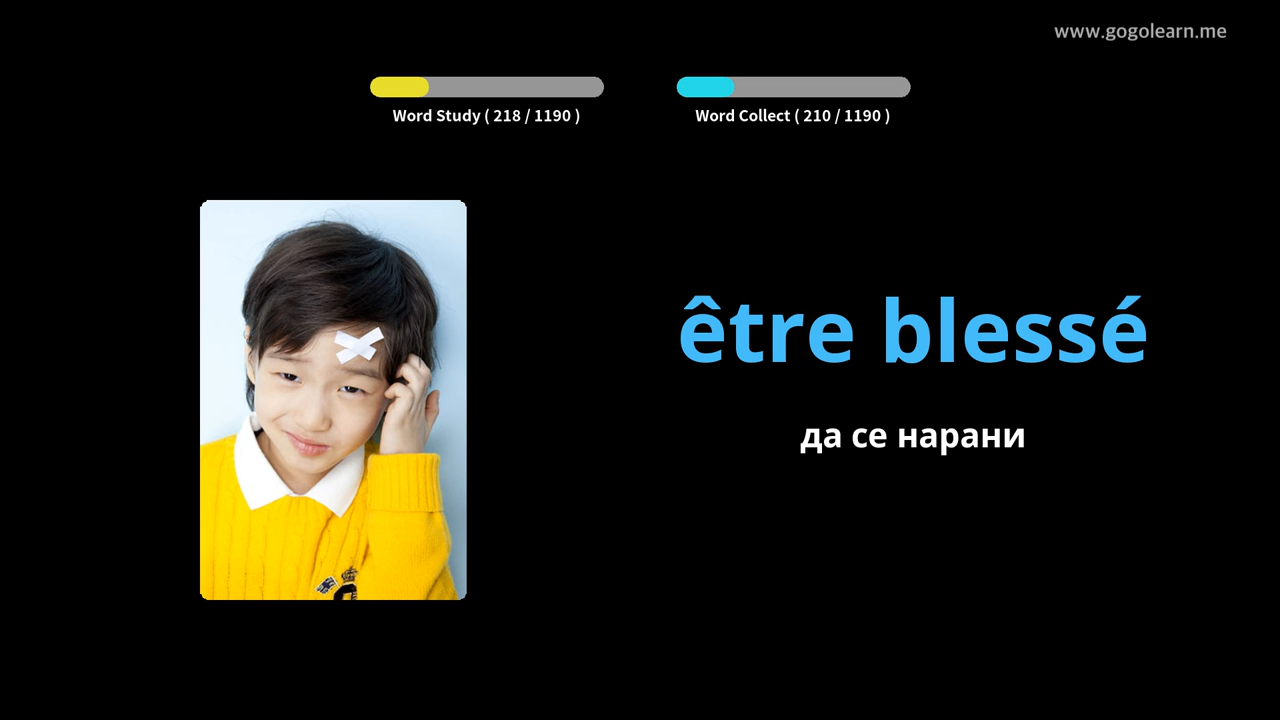 www.gogolearn.me
Word Study ( 218 / 1190 )
Word Collect ( 210 / 1190 )
être blessé
да се нарани